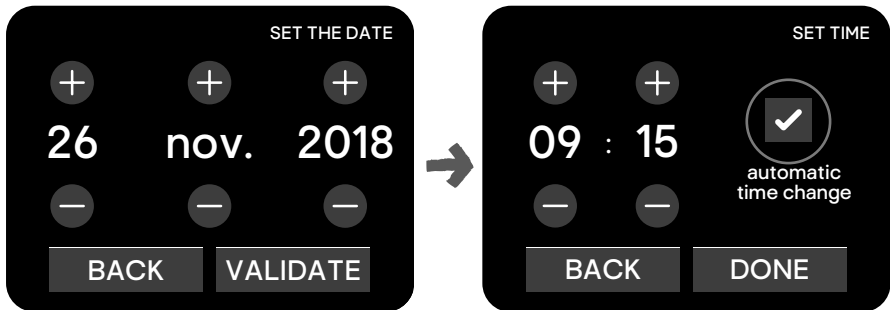 SET THE DATE
+ + +
26 nov. 2018
− − −
BACK VALIDATE
SET TIME
+ +
09 : 15
− −
automatic
time change
BACK DONE